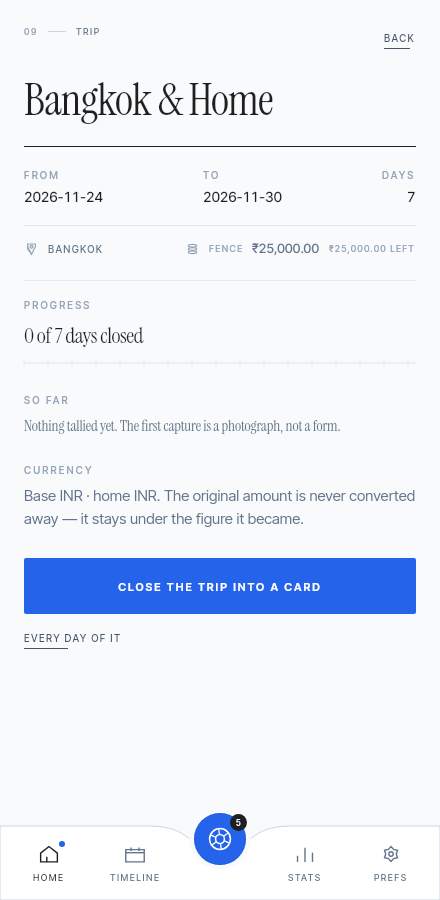 09 TRIP
BACK
Bangkok & Home
FROM TO DAYS
2026-11-24 2026-11-30 7
BANGKOK FENCE ₹25,000.00 ₹25,000.00 LEFT
PROGRESS
0 of 7 days closed
SO FAR
Nothing tallied yet. The first capture is a photograph, not a form.
CURRENCY
Base INR · home INR. The original amount is never converted
away — it stays under the figure it became.
CLOSE THE TRIP INTO A CARD
EVERY DAY OF IT
5
HOME TIMELINE STATS PREFS